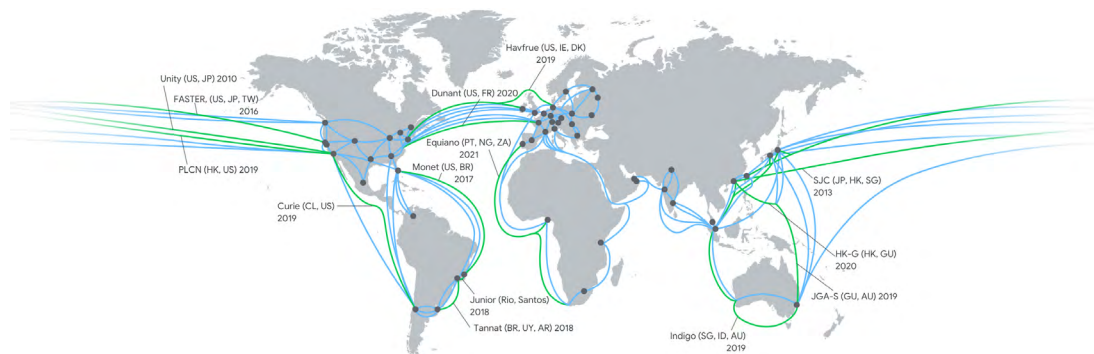 Havfrue (US, IE, DK)
2019
Unity (US, JP) 2010
Dunant (US, FR) 2020
FASTER, (US, JP, TW)
2016
Equiano (PT, NG, ZA)
2021
PLCN (HK, US) 2019
Monet (US, BR)
2017
SJC (JP, HK, SG)
2013
Curie (CL, US)
2019
HK-G (HK, GU)
2020
Junior (Rio, Santos)
2018
JGA-S (GU, AU) 2019
Tannat (BR, UY, AR) 2018
Indigo (SG, ID, AU)
2019